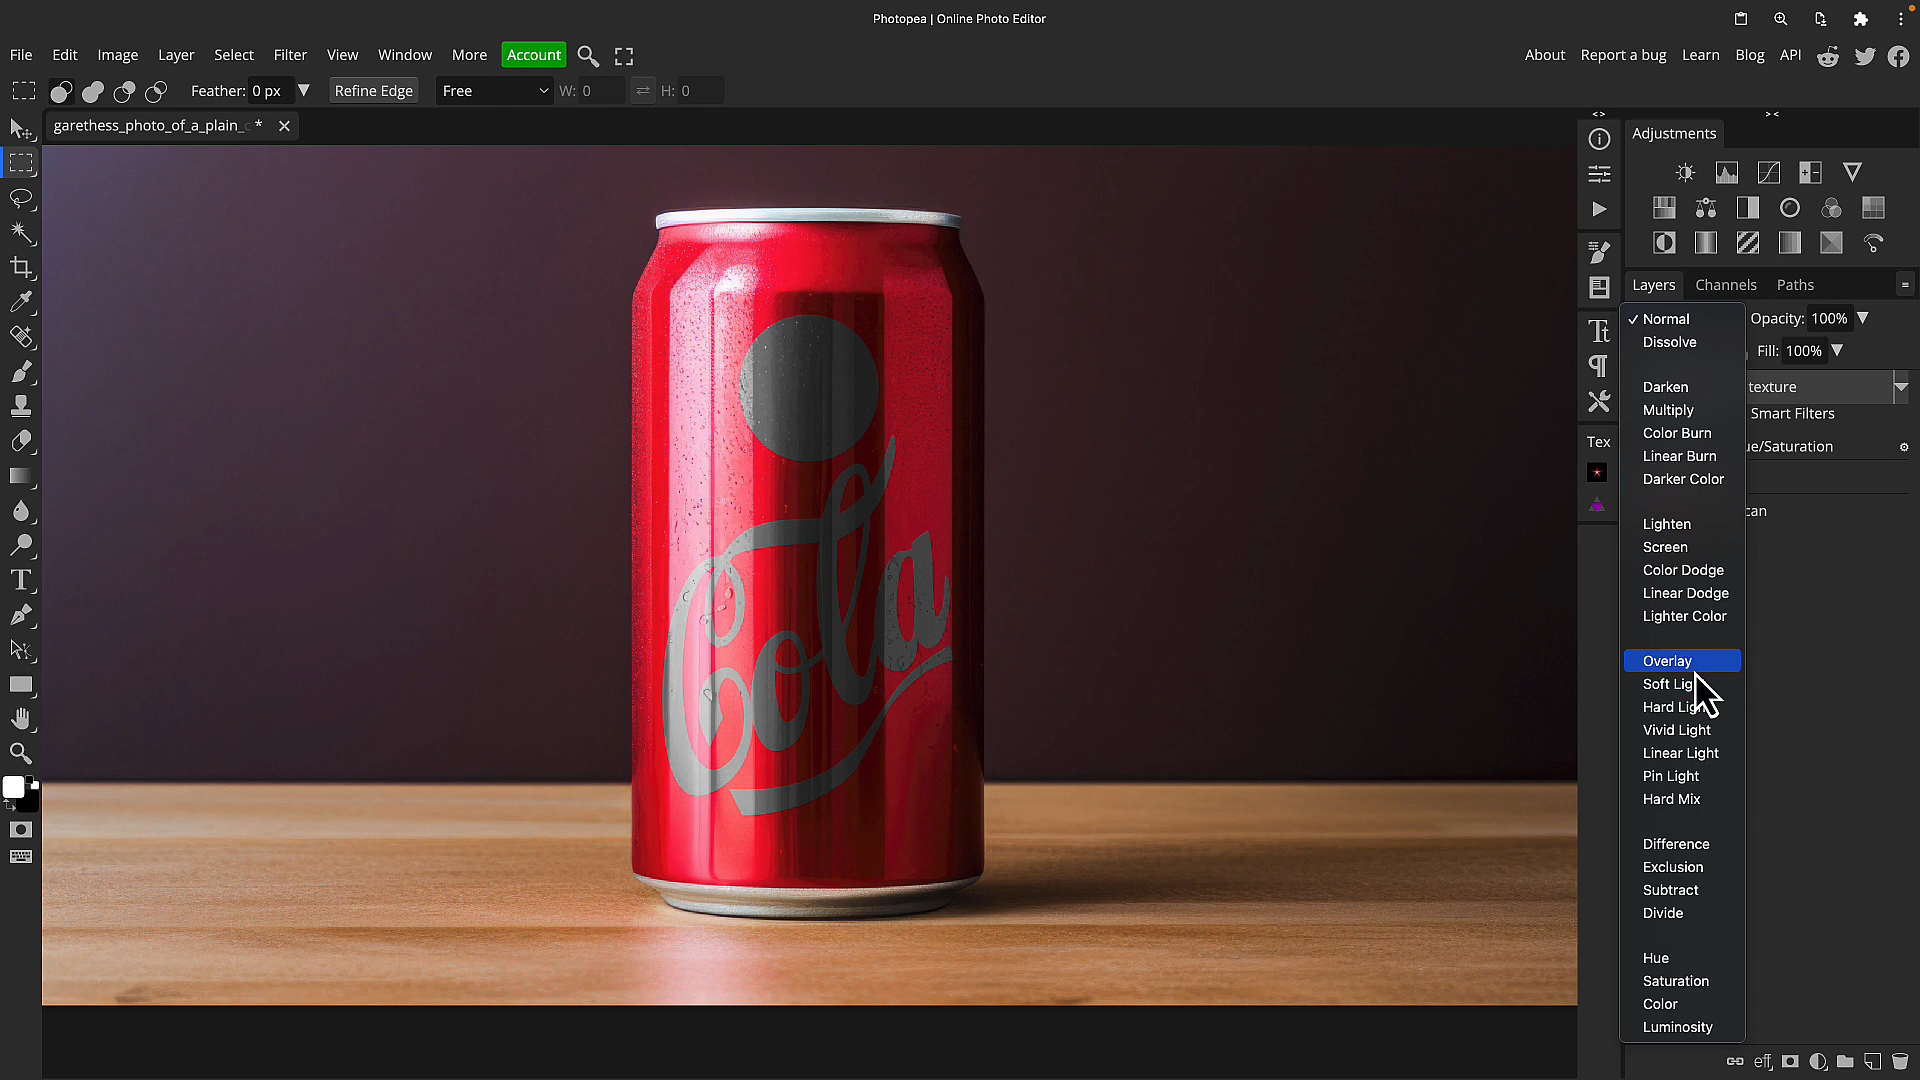 Photopea | Online Photo Editor
File Edit Image Layer Select Filter View Window More Account
About Report a bug Learn Blog API
Feather: 0 px Refine Edge Free W: 0 H: 0
garethess_photo_of_a_plain_ *
Adjustments
Layers Channels Paths
Normal
Opacity: 100%
Dissolve
Fill: 100%
Darken
texture
Multiply
Smart Filters
Color Burn
ue/Saturation
Linear Burn
Darker Color
can
Lighten
Screen
Color Dodge
Linear Dodge
Lighter Color
Overlay
Soft Lig
Hard Light
Vivid Light
Linear Light
Pin Light
Hard Mix
Difference
Exclusion
Subtract
Divide
Hue
Saturation
Color
Luminosity
Tex
eff
Cola